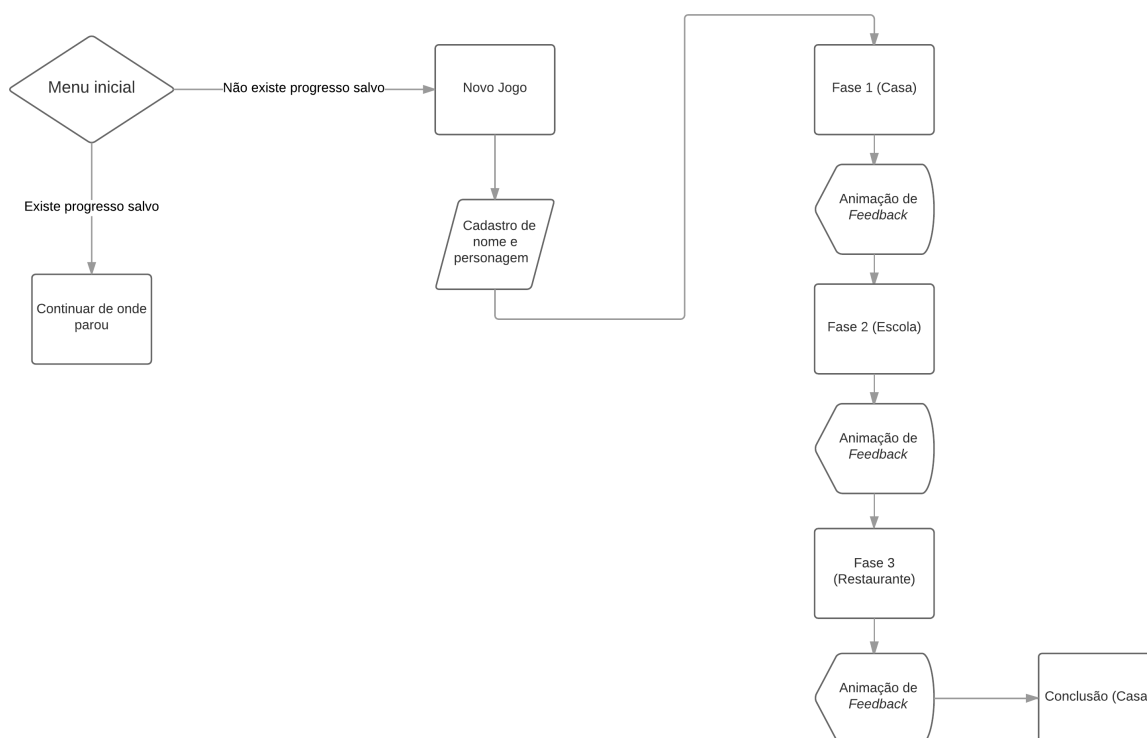 Menu inicial
Não existe progresso salvo
Novo Jogo
Existe progresso salvo
Continuar de onde
parou
Cadastro de
nome e
personagem
Fase 1 (Casa)
Animação de
Feedback
Fase 2 (Escola)
Animação de
Feedback
Fase 3
(Restaurante)
Animação de
Feedback
Conclusão (Casa